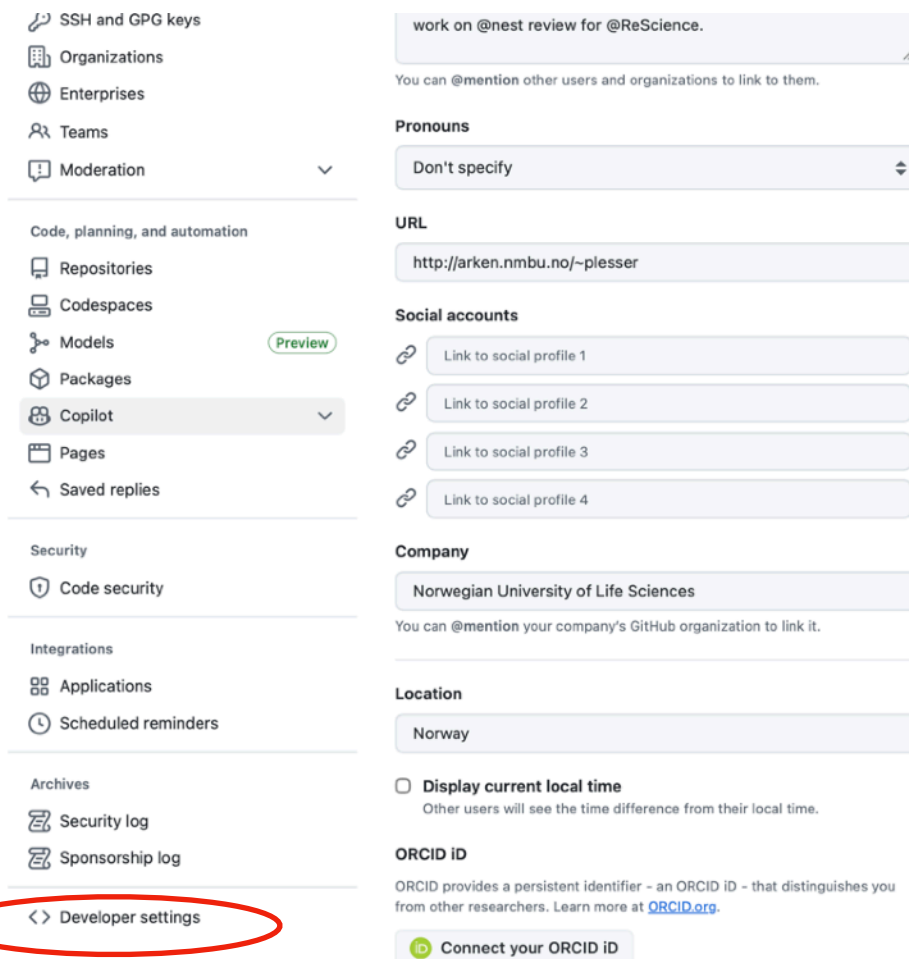 SSH and GPG keys
Organizations
Enterprises
Teams
Moderation
Code, planning, and automation
Repositories
Codespaces
Models Preview
Packages
Copilot
Pages
Saved replies
Security
Code security
Integrations
Applications
Scheduled reminders
Archives
Security log
Sponsorship log
Developer settings
work on @nest review for @ReScience.
You can @mention other users and organizations to link to them.
Pronouns
Don't specify
URL
http://arken.nmbu.no/~plesser
Social accounts
Link to social profile 1
Link to social profile 2
Link to social profile 3
Link to social profile 4
Company
Norwegian University of Life Sciences
You can @mention your company's GitHub organization to link it.
Location
Norway
Display current local time
Other users will see the time difference from their local time.
ORCID iD
ORCID provides a persistent identifier - an ORCID iD - that distinguishes you
from other researchers. Learn more at ORCID.org.
iD Connect your ORCID iD